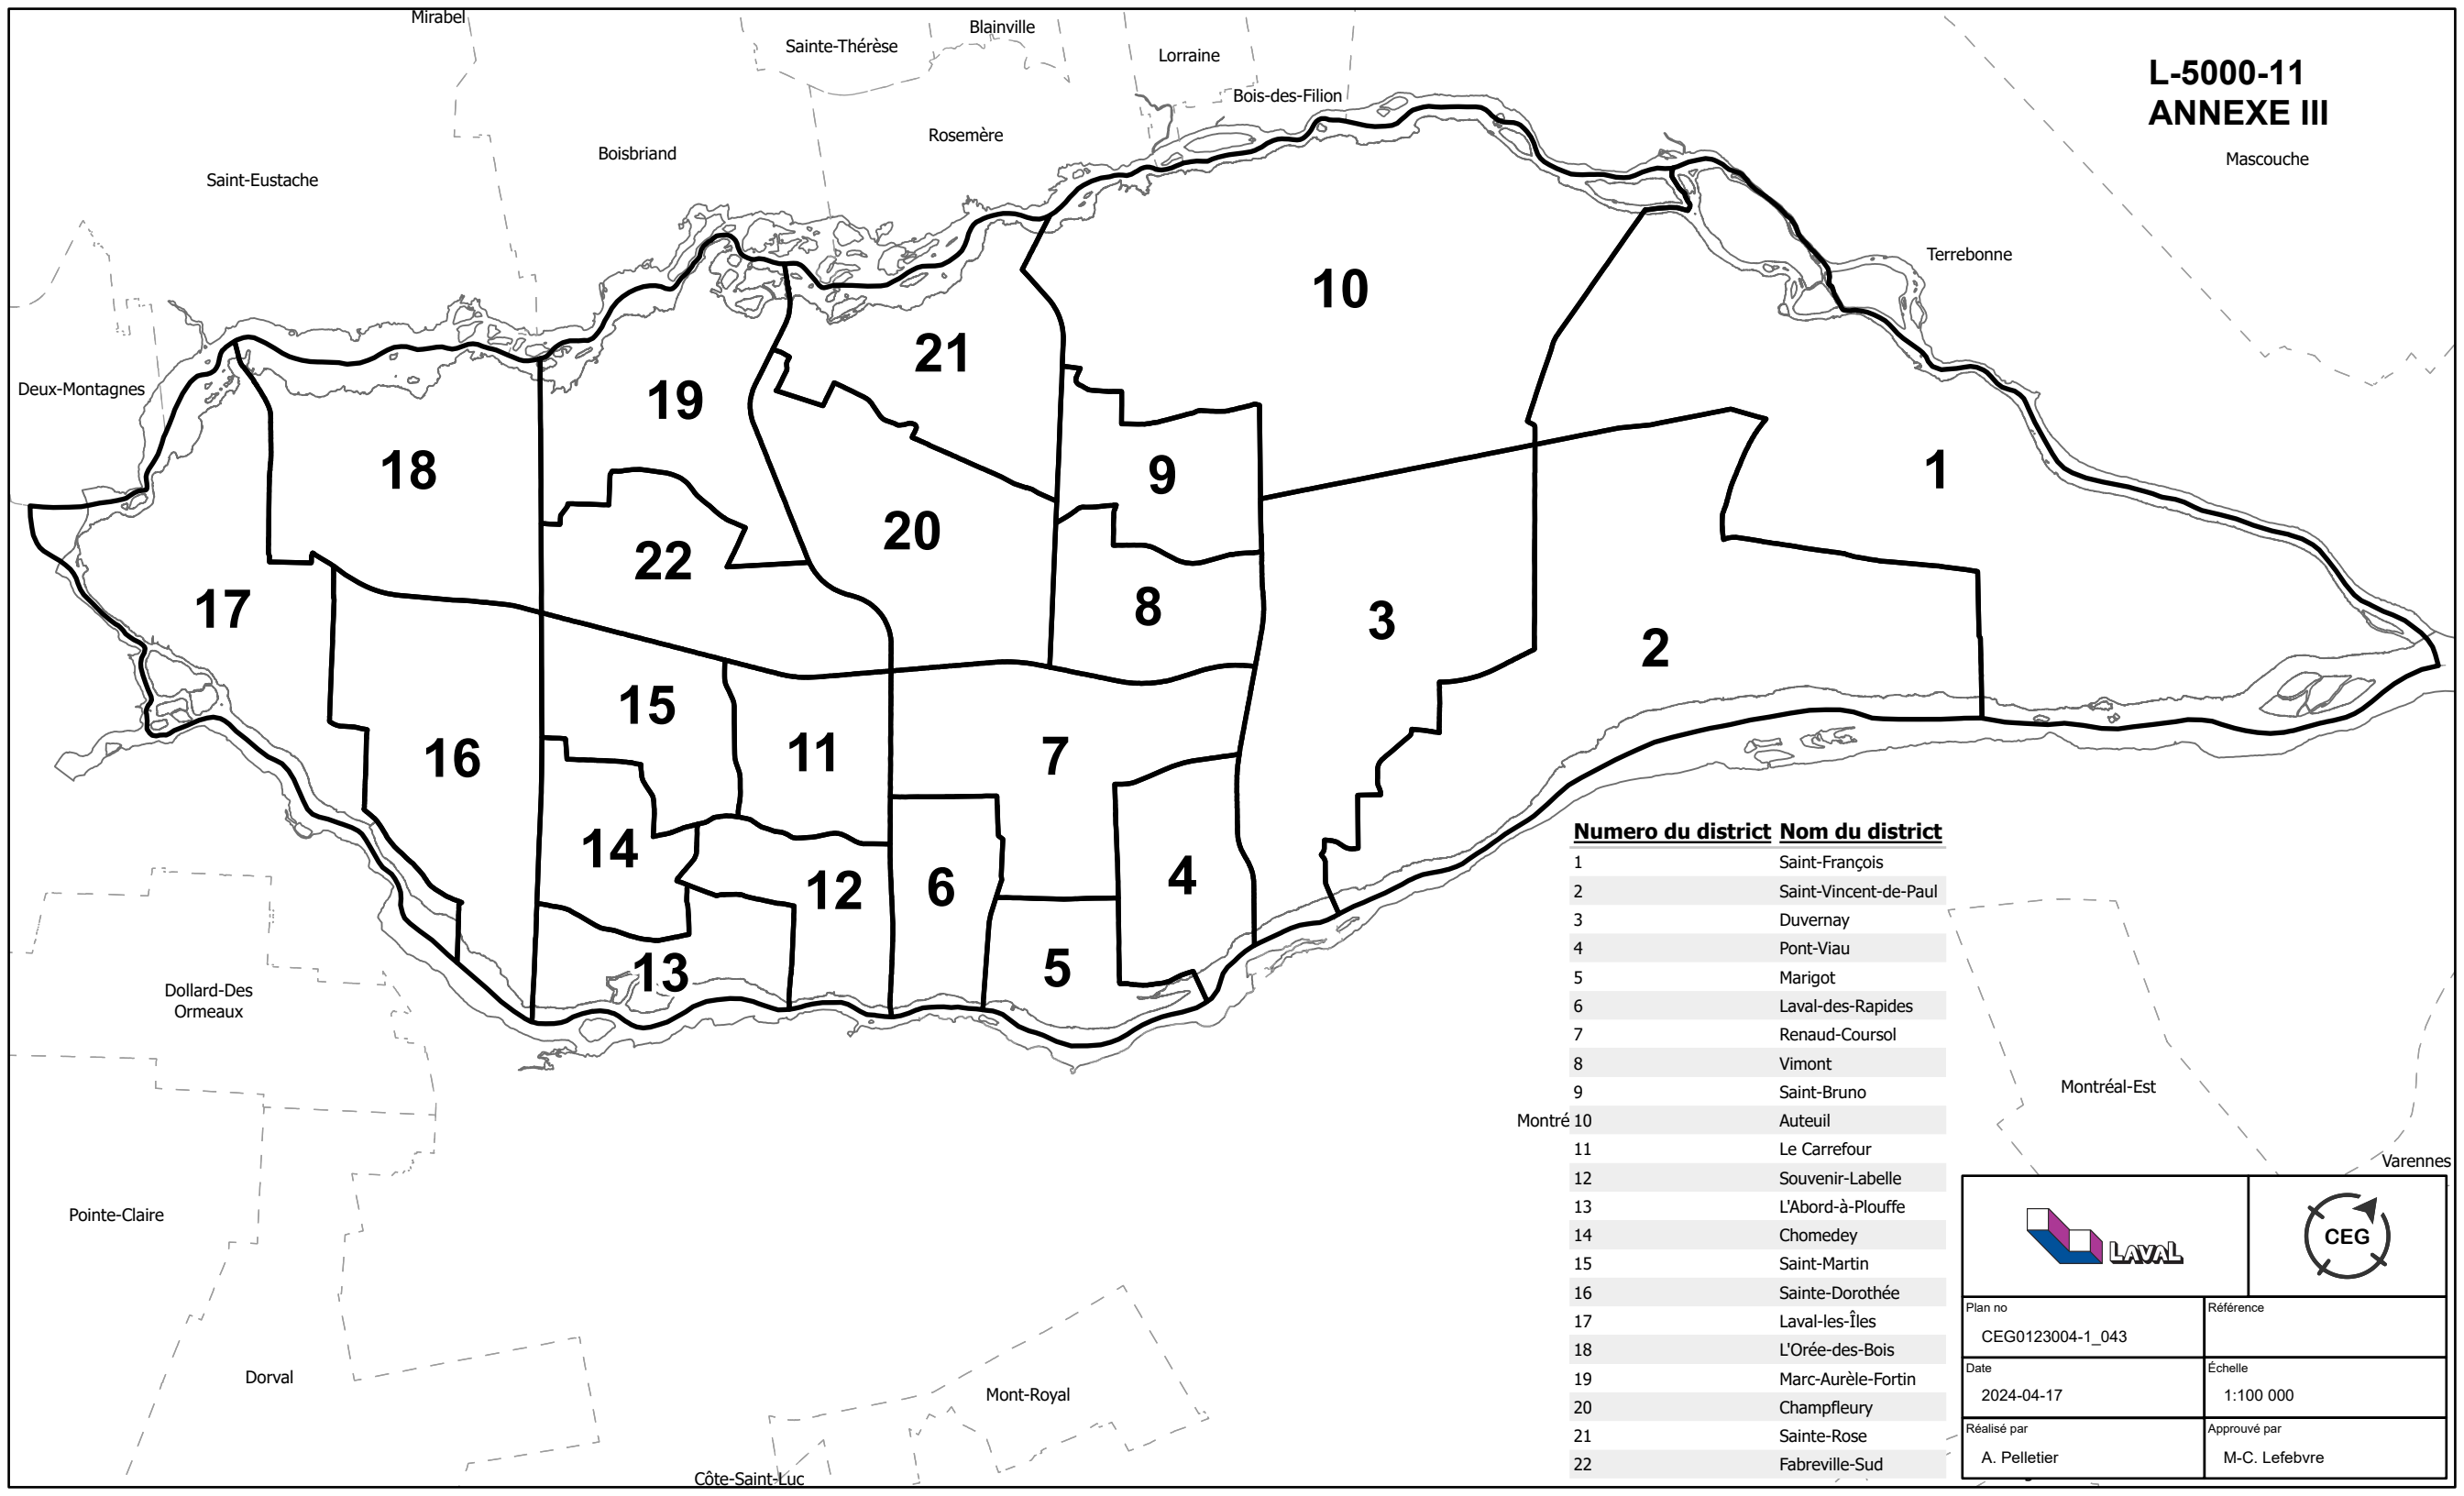 Mirabel
Blainville
Sainte-Thérèse
Lorraine
L-5000-11
ANNEXE III
Bois-des-Filion
Rosemère
Boisbriand
Mascouche
Saint-Eustache
Terrebonne
10
21
Deux-Montagnes
19
18
9
1
20
22
8
17
3
2
15
11
7
16
14
4
12
6
13
5
Dollard-Des
Ormeaux
Pointe-Claire
Dorval
Mont-Royal
Côte-Saint-Luc
Montré
Montréal-Est
Varennes
Numero du district Nom du district
1 Saint-François
2 Saint-Vincent-de-Paul
3 Duvernay
4 Pont-Viau
5 Marigot
6 Laval-des-Rapides
7 Renaud-Coursol
8 Vimont
9 Saint-Bruno
10 Auteuil
11 Le Carrefour
12 Souvenir-Labelle
13 L'Abord-à-Plouffe
14 Chomedey
15 Saint-Martin
16 Sainte-Dorothée
17 Laval-les-Îles
18 L'Orée-des-Bois
19 Marc-Aurèle-Fortin
20 Champfleury
21 Sainte-Rose
22 Fabreville-Sud
LAVAL
CEG
Plan no
CEG0123004-1_043
Référence
Date
2024-04-17
Échelle
1:100 000
Réalisé par
A. Pelletier
Approuvé par
M-C. Lefebvre